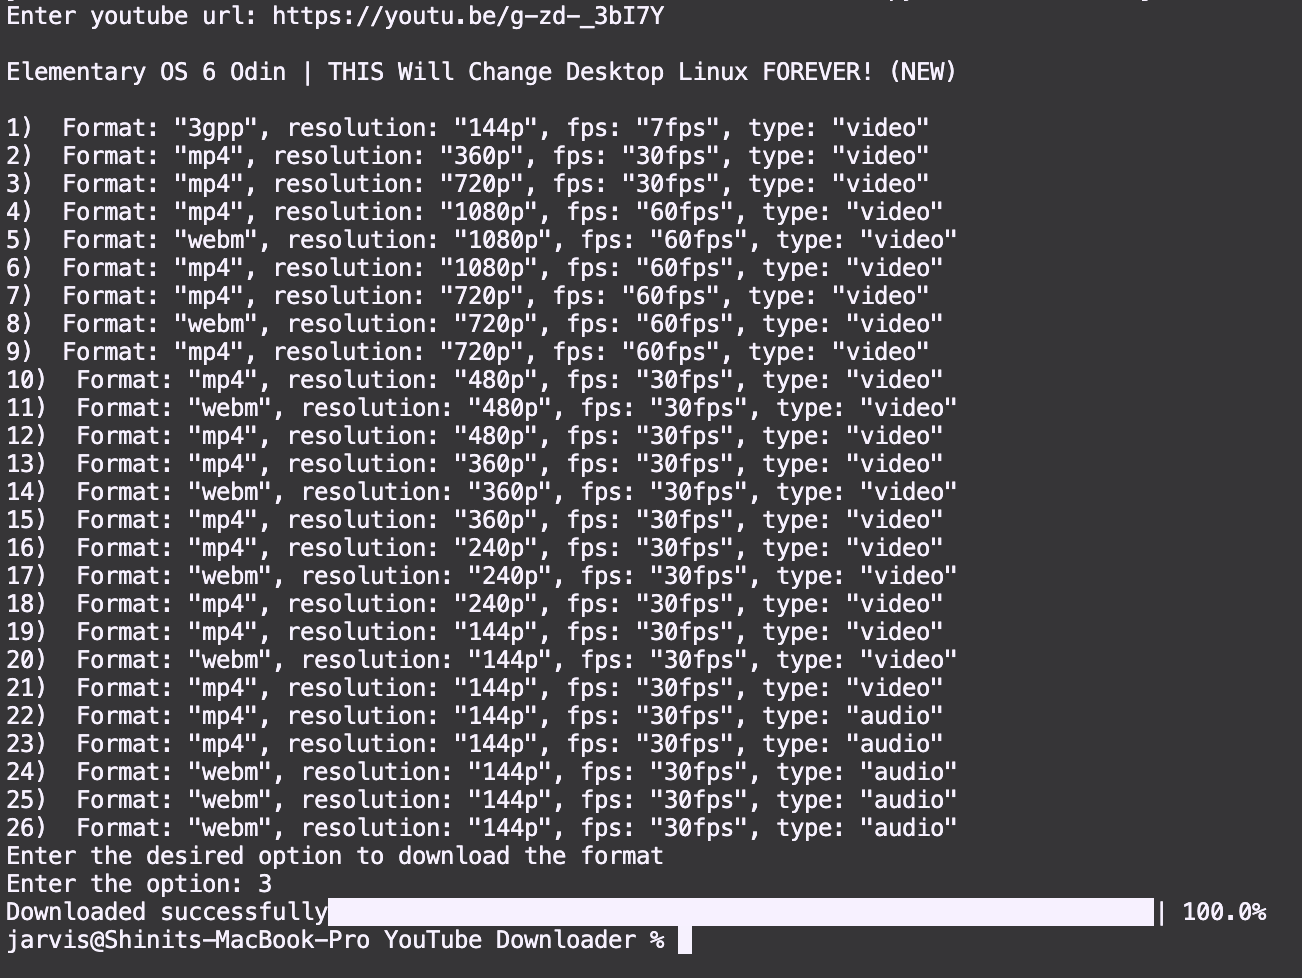 Enter youtube url: https://youtu.be/g-zd-_3bI7Y
Elementary OS 6 Odin | THIS Will Change Desktop Linux FOREVER! (NEW)
1)  Format: "3gpp", resolution: "144p", fps: "7fps", type: "video"
2)  Format: "mp4", resolution: "360p", fps: "30fps", type: "video"
3)  Format: "mp4", resolution: "720p", fps: "30fps", type: "video"
4)  Format: "mp4", resolution: "1080p", fps: "60fps", type: "video"
5)  Format: "webm", resolution: "1080p", fps: "60fps", type: "video"
6)  Format: "mp4", resolution: "1080p", fps: "60fps", type: "video"
7)  Format: "mp4", resolution: "720p", fps: "60fps", type: "video"
8)  Format: "webm", resolution: "720p", fps: "60fps", type: "video"
9)  Format: "mp4", resolution: "720p", fps: "60fps", type: "video"
10)  Format: "mp4", resolution: "480p", fps: "30fps", type: "video"
11)  Format: "webm", resolution: "480p", fps: "30fps", type: "video"
12)  Format: "mp4", resolution: "480p", fps: "30fps", type: "video"
13)  Format: "mp4", resolution: "360p", fps: "30fps", type: "video"
14)  Format: "webm", resolution: "360p", fps: "30fps", type: "video"
15)  Format: "mp4", resolution: "360p", fps: "30fps", type: "video"
16)  Format: "mp4", resolution: "240p", fps: "30fps", type: "video"
17)  Format: "webm", resolution: "240p", fps: "30fps", type: "video"
18)  Format: "mp4", resolution: "240p", fps: "30fps", type: "video"
19)  Format: "mp4", resolution: "144p", fps: "30fps", type: "video"
20)  Format: "webm", resolution: "144p", fps: "30fps", type: "video"
21)  Format: "mp4", resolution: "144p", fps: "30fps", type: "video"
22)  Format: "mp4", resolution: "144p", fps: "30fps", type: "audio"
23)  Format: "mp4", resolution: "144p", fps: "30fps", type: "audio"
24)  Format: "webm", resolution: "144p", fps: "30fps", type: "audio"
25)  Format: "webm", resolution: "144p", fps: "30fps", type: "audio"
26)  Format: "webm", resolution: "144p", fps: "30fps", type: "audio"
Enter the desired option to download the format
Enter the option: 3
Downloaded successfully| 100.0%
jarvis@Shinits-MacBook-Pro YouTube Downloader %